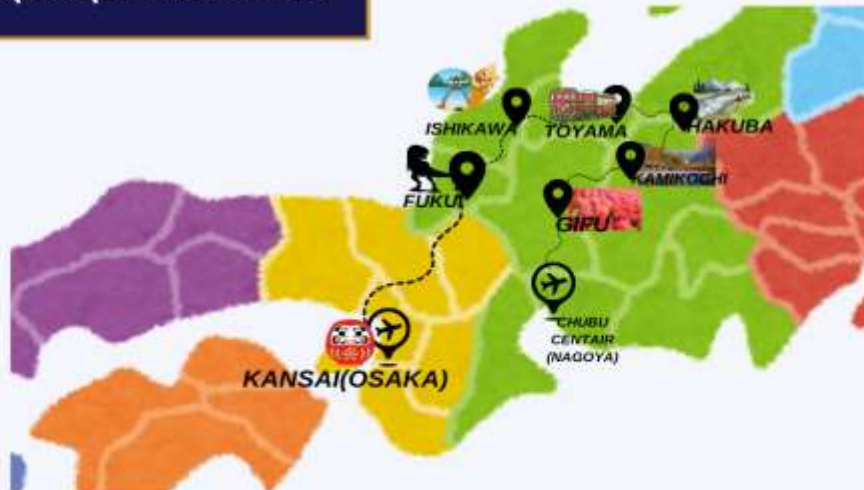 ISHIKAWA
TOYAMA
HAKUBA
KAMIKOCHI
FUKUI
GIFU
CHUBU
CENTAIR
(NAGOYA)
KANSAI(OSAKA)